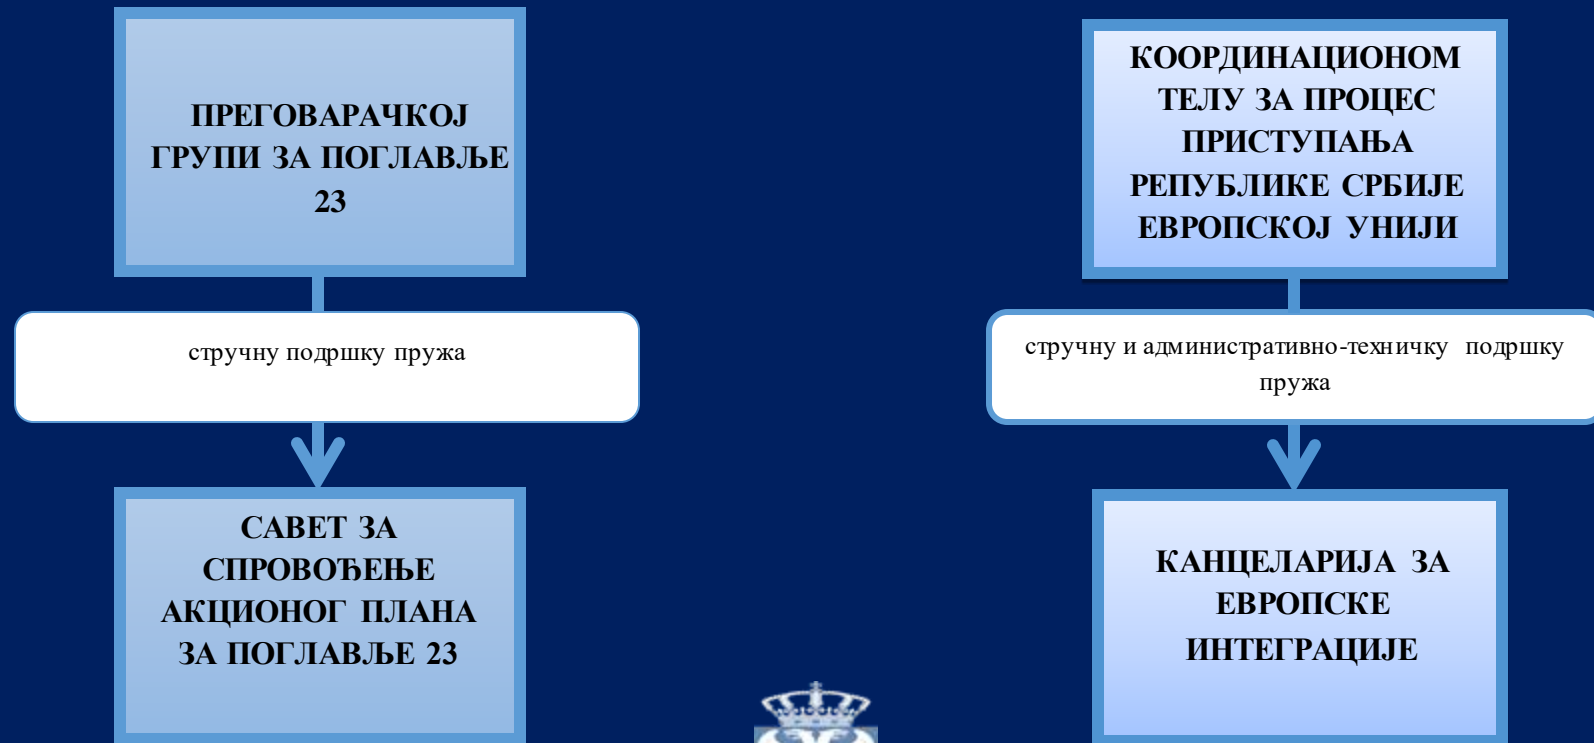 ПРЕГОВАРАЧКОЈ
ГРУПИ ЗА ПОГЛАВЉЕ
23
стручну подршку пружа
САВЕТ ЗА
СПРОВОЂЕЊЕ
АКЦИОНОГ ПЛАНА
ЗА ПОГЛАВЉЕ 23
КООРДИНАЦИОНОМ
ТЕЛУ ЗА ПРОЦЕС
ПРИСТУПАЊА
РЕПУБЛИКЕ СРБИЈЕ
ЕВРОПСКОЈ УНИЈИ
стручну и административно-техничку подршку
пружа
КАНЦЕЛАРИЈА ЗА
ЕВРОПСКЕ
ИНТЕГРАЦИЈЕ